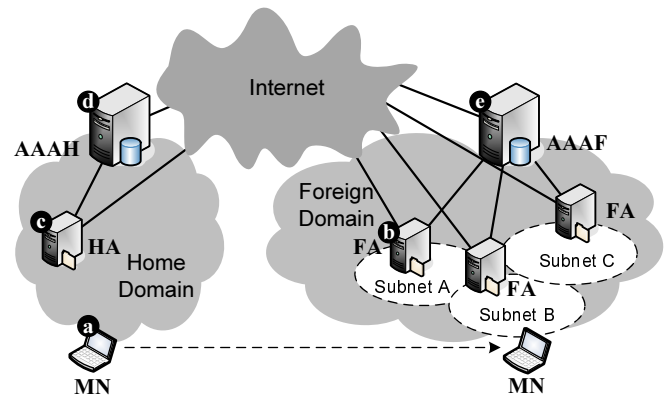 Internet
d
e
AAAH
AAAF
Foreign
Domain
c
HA
b
FA
FA
Home
Domain
Subnet A
FA
Subnet C
Subnet B
a
MN
MN